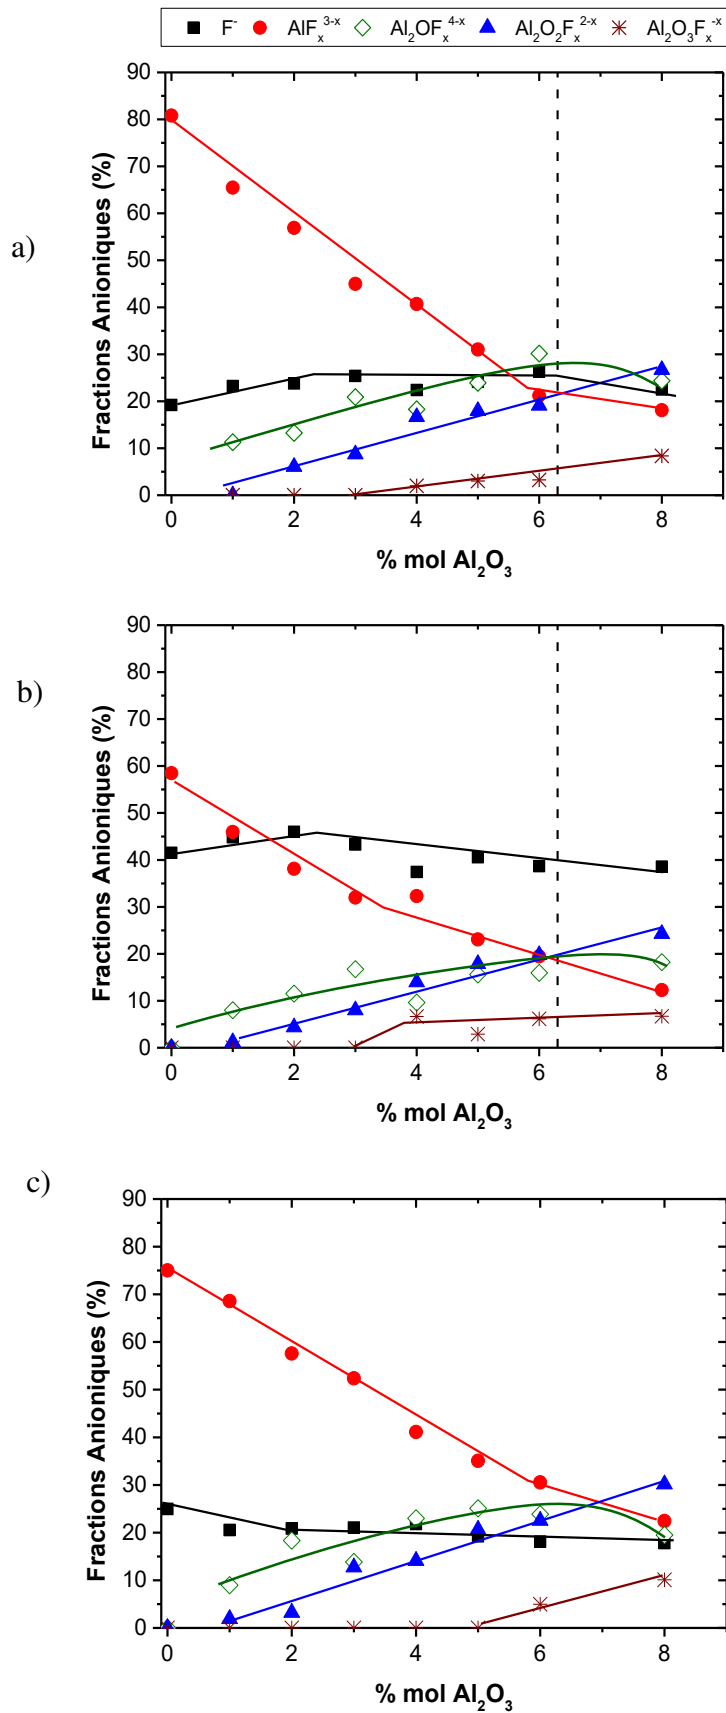 F⁻ AlFₓ³⁻ˣ Al₂OFₓ⁴⁻ˣ Al₂O₂Fₓ²⁻ˣ Al₂O₃Fₓ⁻ˣ
a)
Fractions Anioniques (%)
90
80
70
60
50
40
30
20
10
0
0 2 4 6 8
% mol Al₂O₃
b)
Fractions Anioniques (%)
90
80
70
60
50
40
30
20
10
0
0 2 4 6 8
% mol Al₂O₃
c)
Fractions Anioniques (%)
90
80
70
60
50
40
30
20
10
0
0 2 4 6 8
% mol Al₂O₃